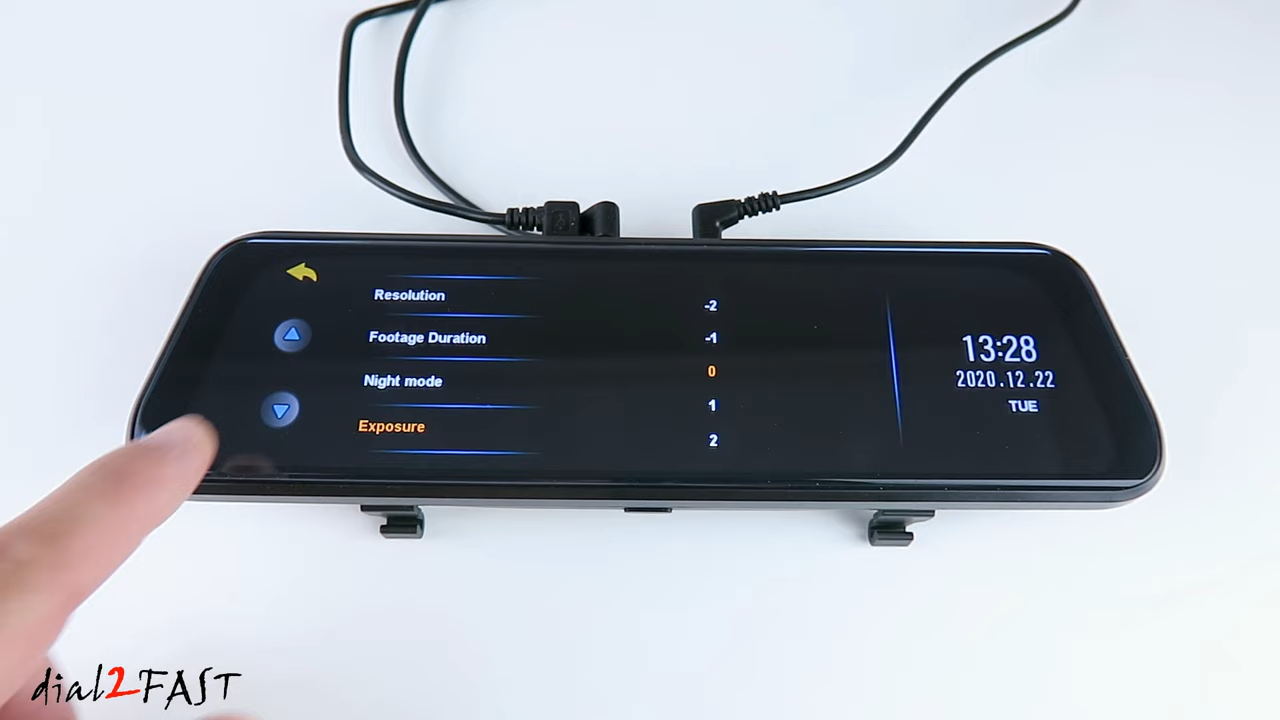 Resolution
Footage Duration
Night mode
Exposure
-2
-1
0
1
2
13:28
2020.12.22
TUE
dial2FAST